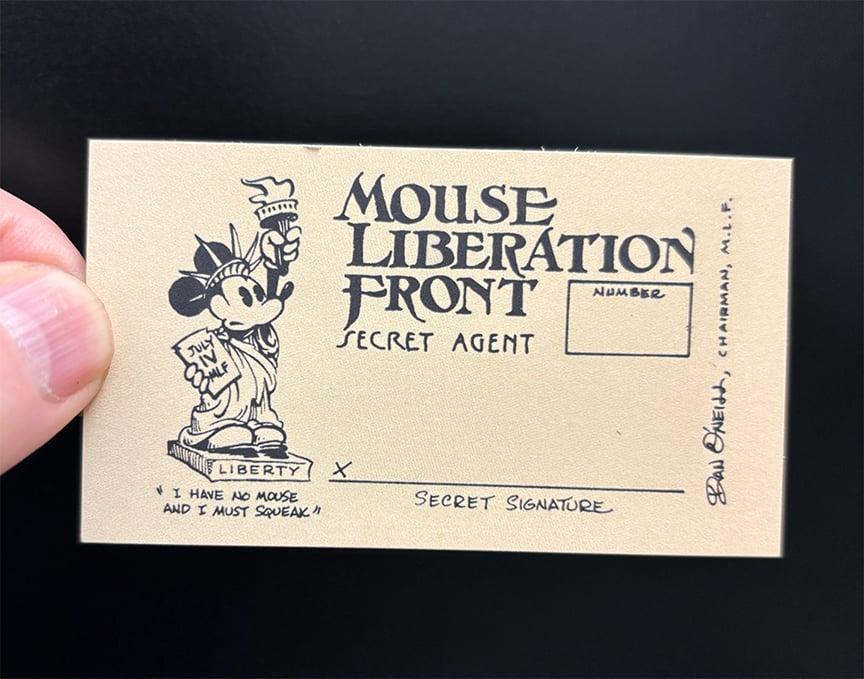 MOUSE
LIBERATION
FRONT
SECRET AGENT
NUMBER
JULY
IV
MLF
LIBERTY
" I HAVE NO MOUSE
AND I MUST SQUEAK"
X
SECRET SIGNATURE
DAN O'NEILL, CHAIRMAN, M.L.F.